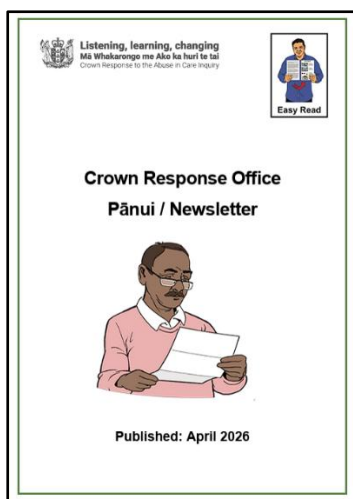 Listening, learning, changing
Mā Whakarongo me Ako ka huri te tai
Crown Response to the Abuse in Care Inquiry
Easy Read
Crown Response Office
Pānui / Newsletter
Published: April 2026